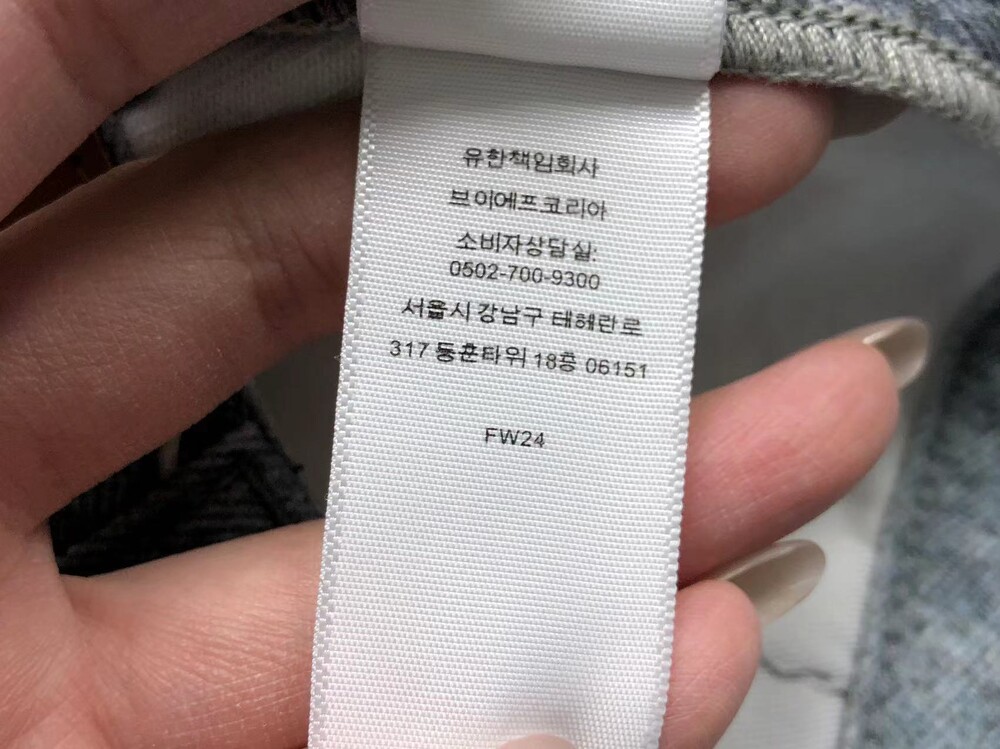 유한책임회사
브이에프코리아
소비자상담실:
0502-700-9300
서울시 강남구 테헤란로
317 동훈타워 18층 06151
FW24